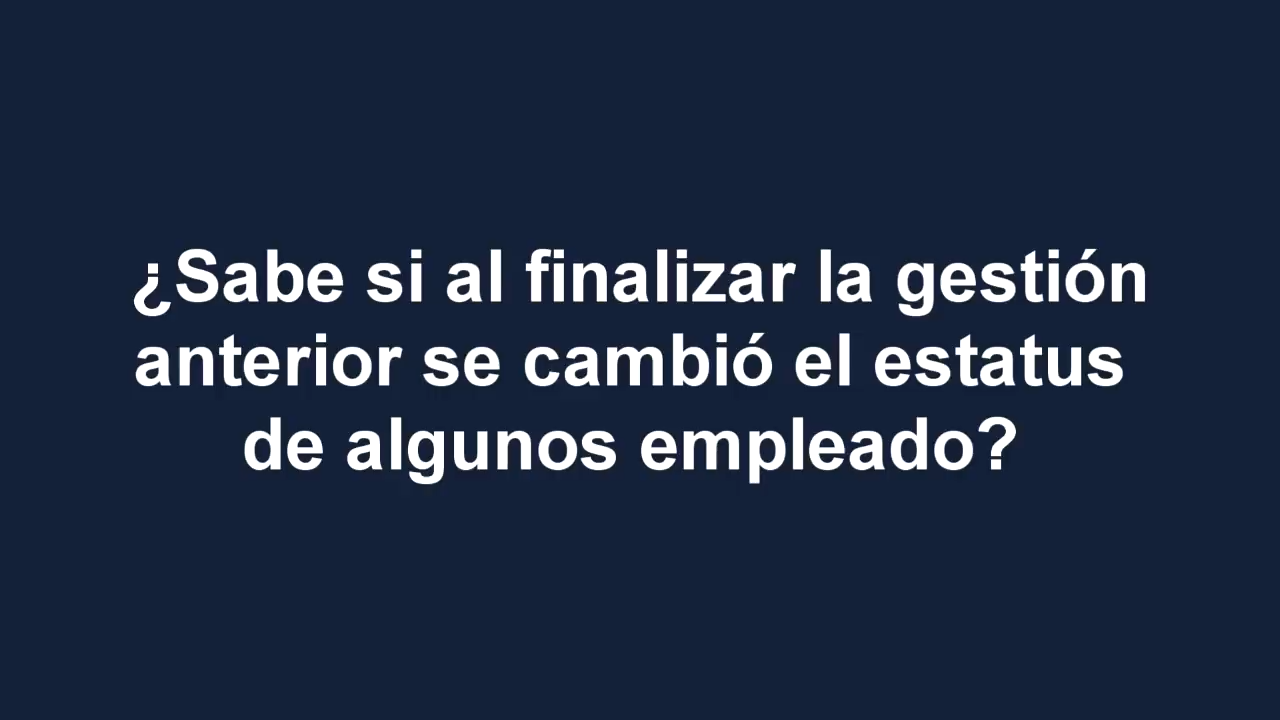 ¿Sabe si al finalizar la gestión
anterior se cambió el estatus
de algunos empleado?